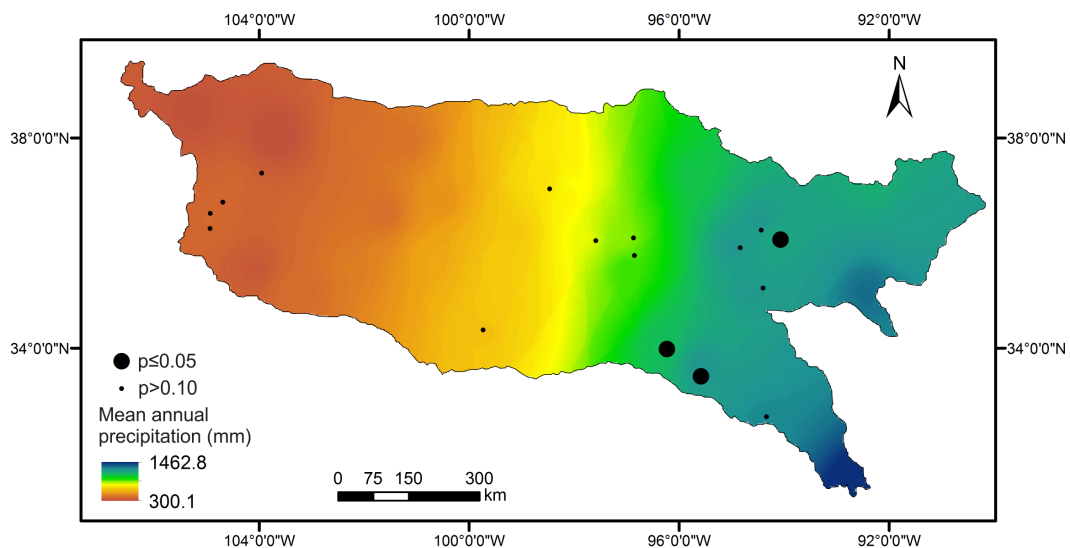 104°0'0"W 100°0'0"W 96°0'0"W 92°0'0"W
N
38°0'0"N 38°0'0"N
34°0'0"N 34°0'0"N
p≤0.05
p>0.10
Mean annual
precipitation (mm)
1462.8
300.1
0 75 150 300
km
104°0'0"W 100°0'0"W 96°0'0"W 92°0'0"W